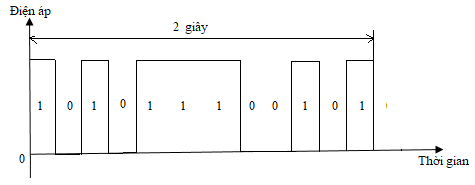 Điện áp
2 giây
1 0 1 0 1 1 1 0 0 1 0 1
0
Thời gian